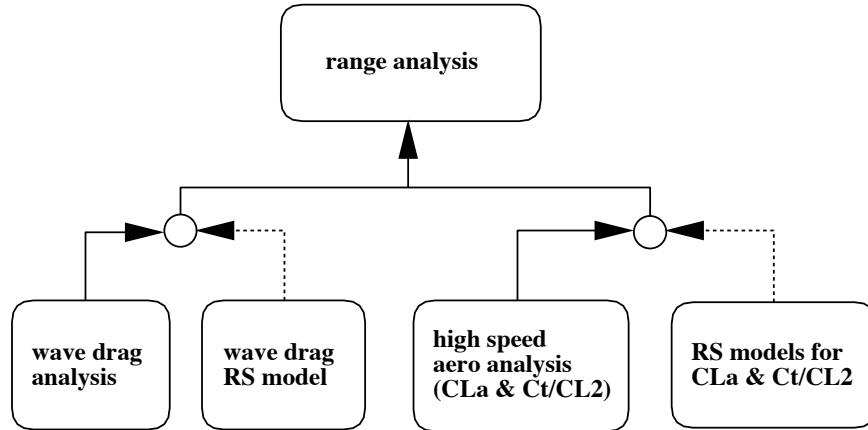 range analysis
wave drag
analysis
wave drag
RS model
high speed
aero analysis
(CLa & Ct/CL2)
RS models for
CLa & Ct/CL2